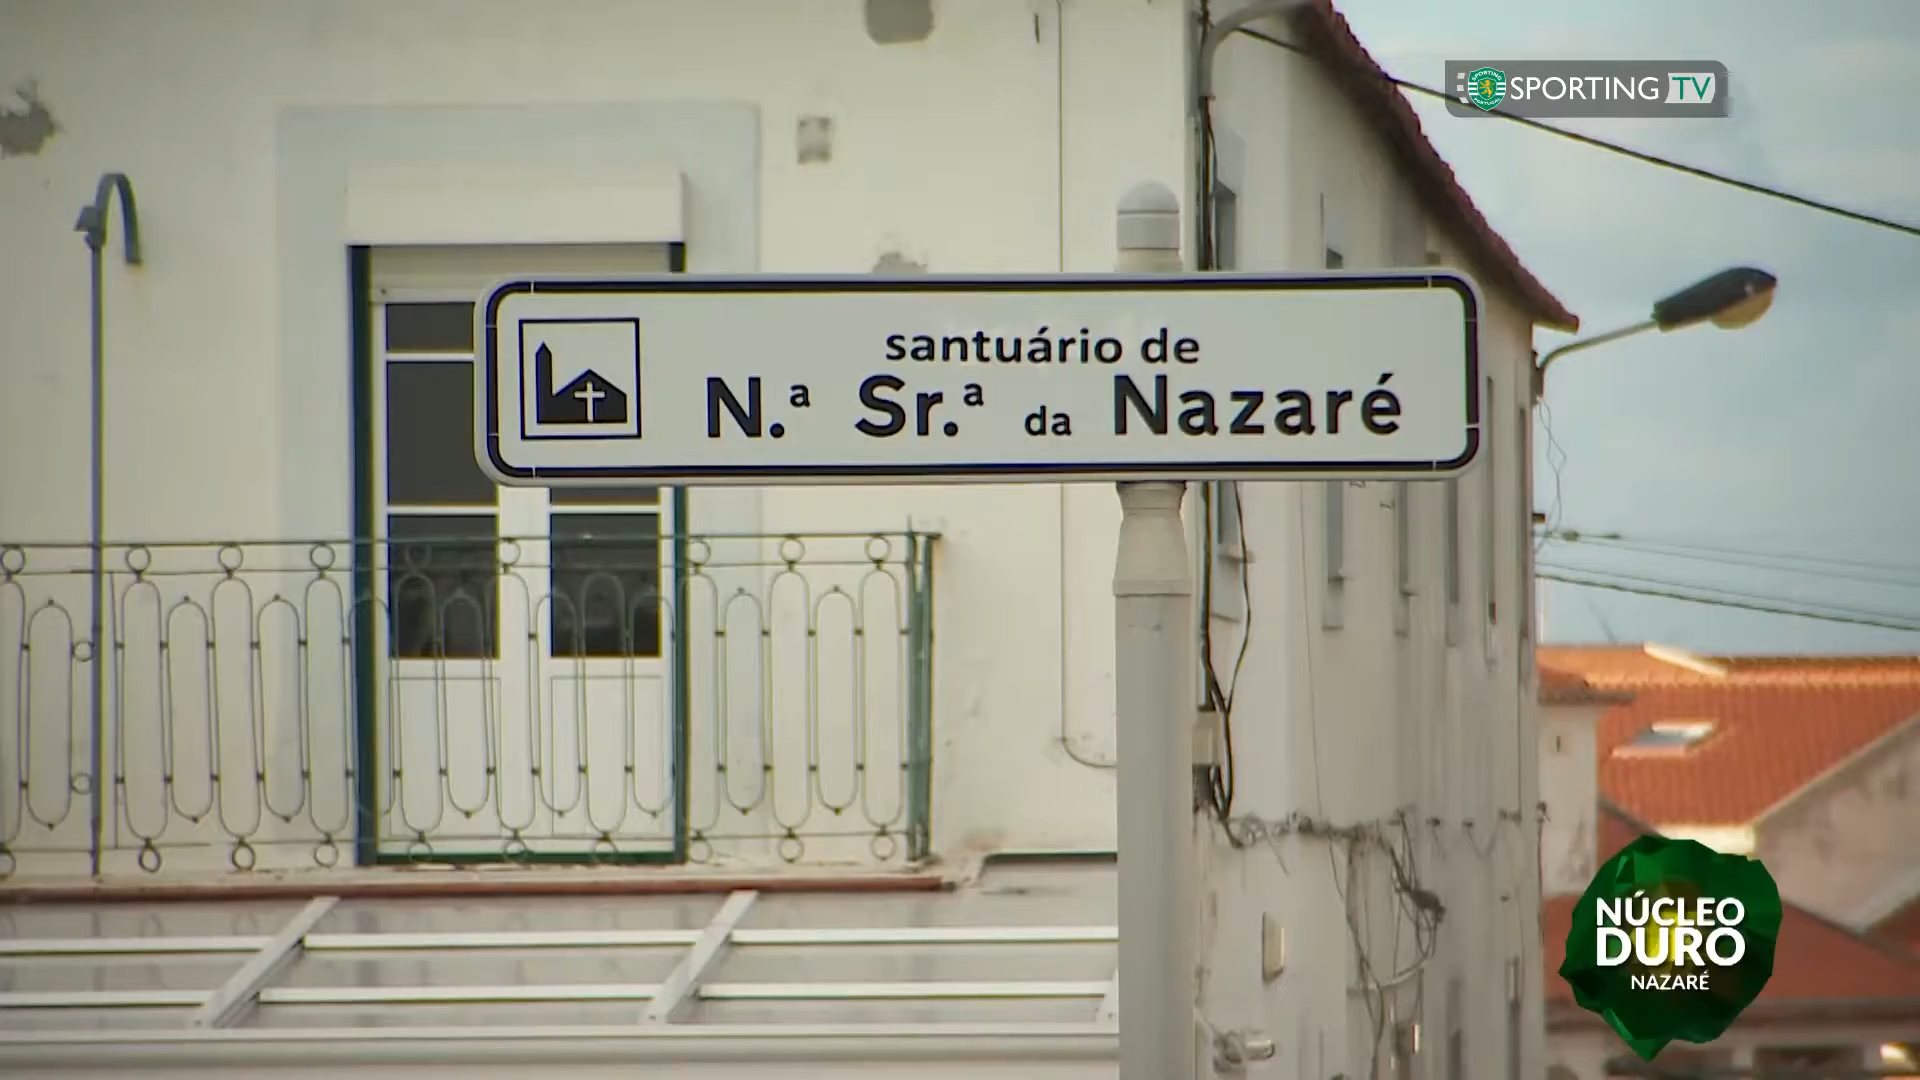 SPORTING TV
santuário de
N.ª Sr.ª da Nazaré
NÚCLEO
DURO
NAZARÉ